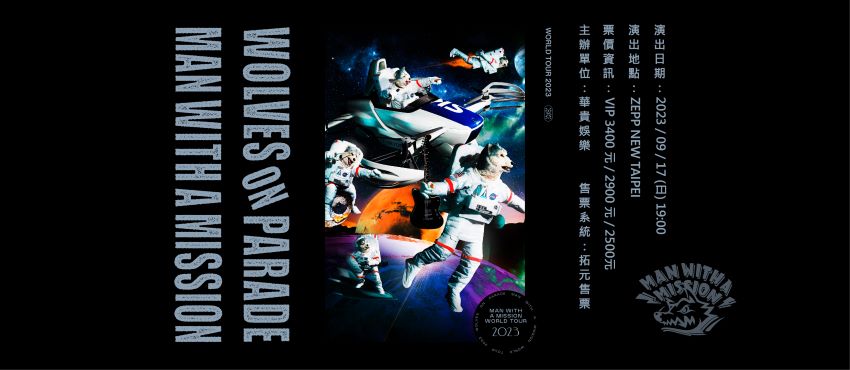 WOLVES ON PARADE
MAN WITH A MISSION
WORLD TOUR 2023
演出日期：2023 / 09 / 17 (日) 19:00
演出地點：ZEPP NEW TAIPEI
票價資訊：VIP 3400 元 / 2900 元 / 2500元
主辦單位：華貴娛樂 售票系統：拓元售票
MAN WITH
A MISSION
WORLD TOUR
2023
MAN WITH A
MISSION